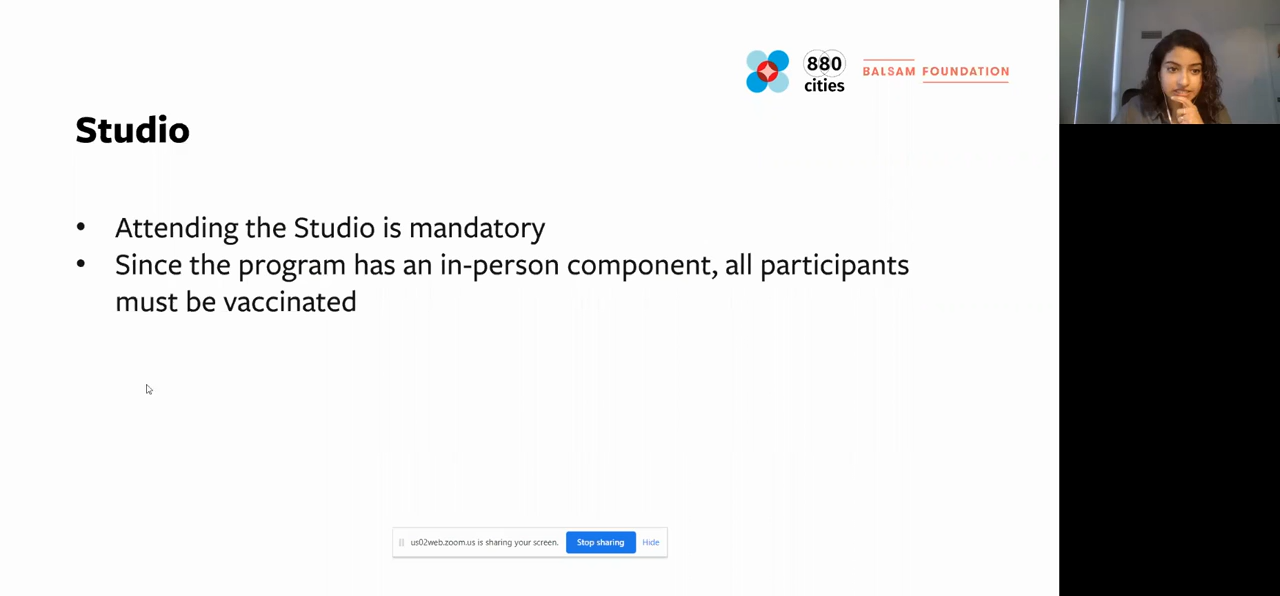 880
cities
BALSAM FOUNDATION
Studio
• Attending the Studio is mandatory
• Since the program has an in-person component, all participants
must be vaccinated
us02web.zoom.us is sharing your screen. Stop sharing Hide